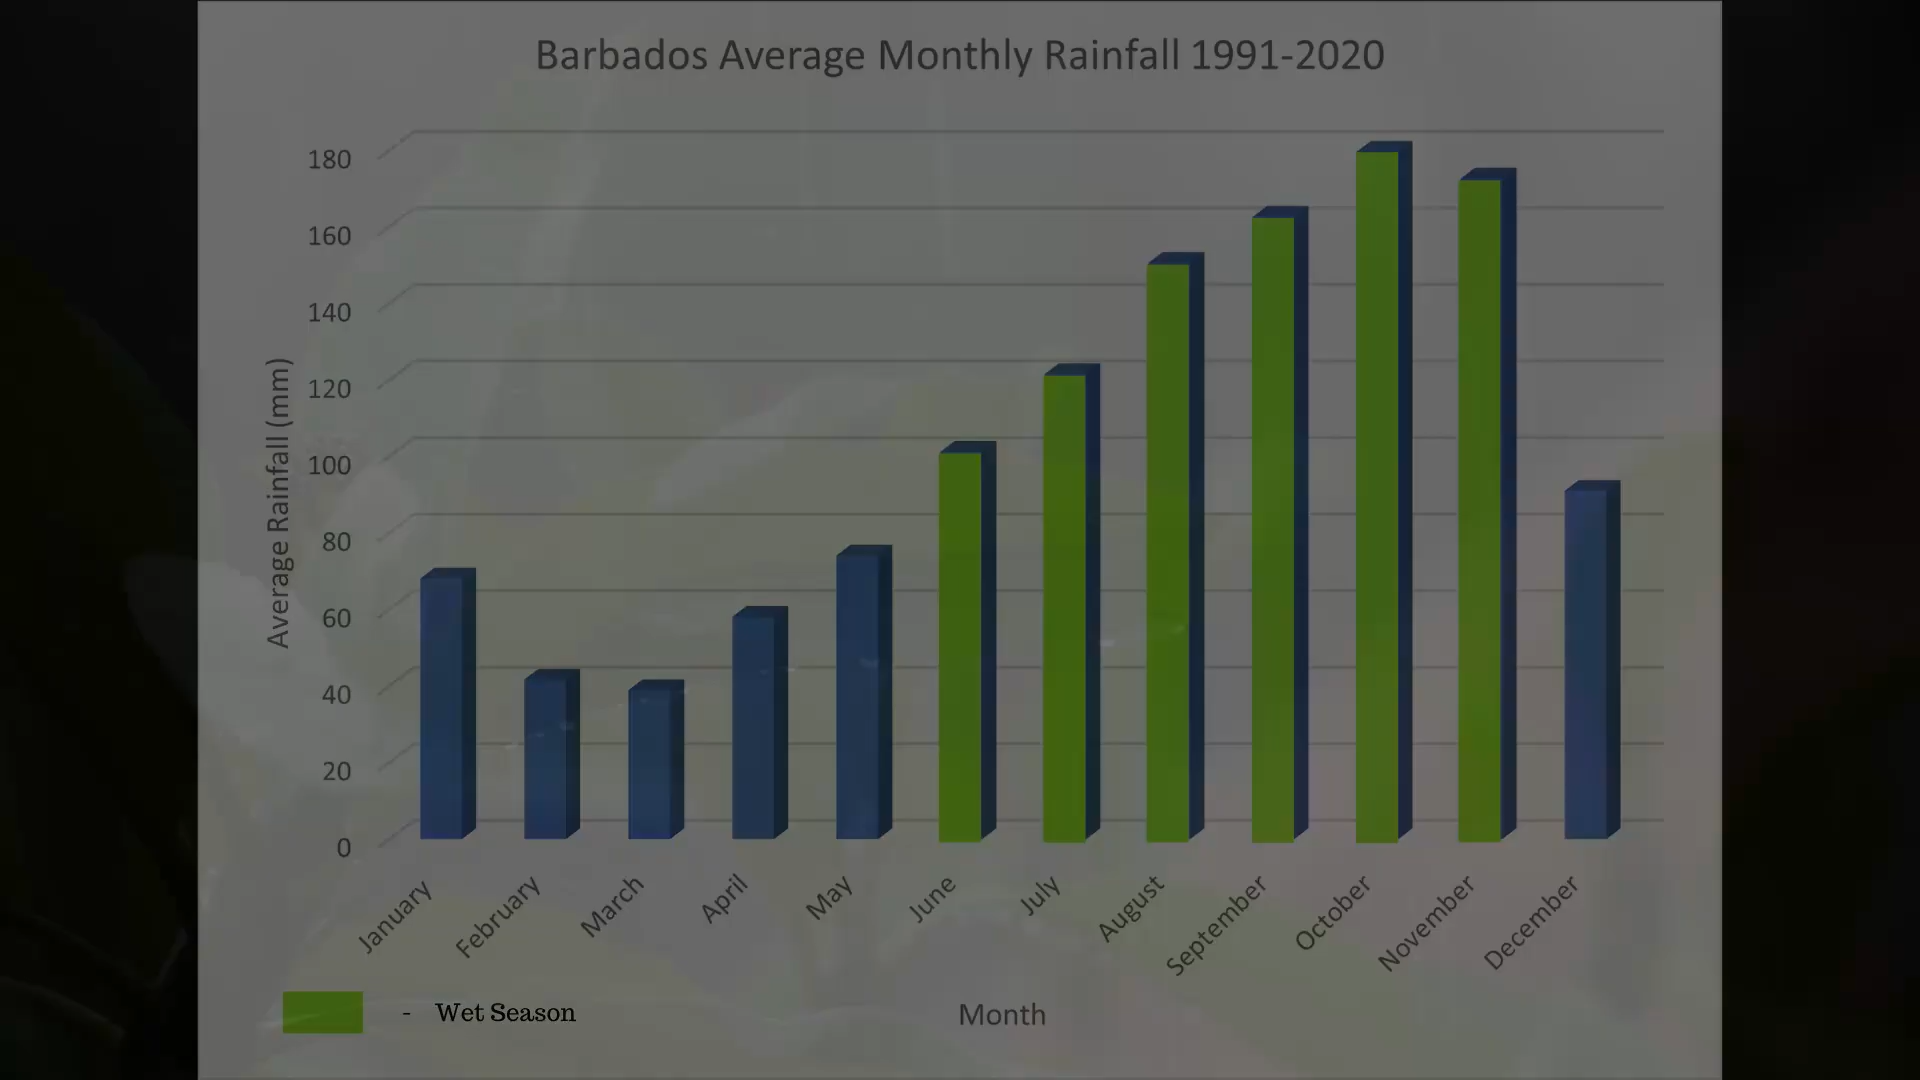 Barbados Average Monthly Rainfall 1991-2020
Average Rainfall (mm)
180
160
140
120
100
80
60
40
20
0
January
February
March
April
May
June
July
August
September
October
November
December
- Wet Season
Month